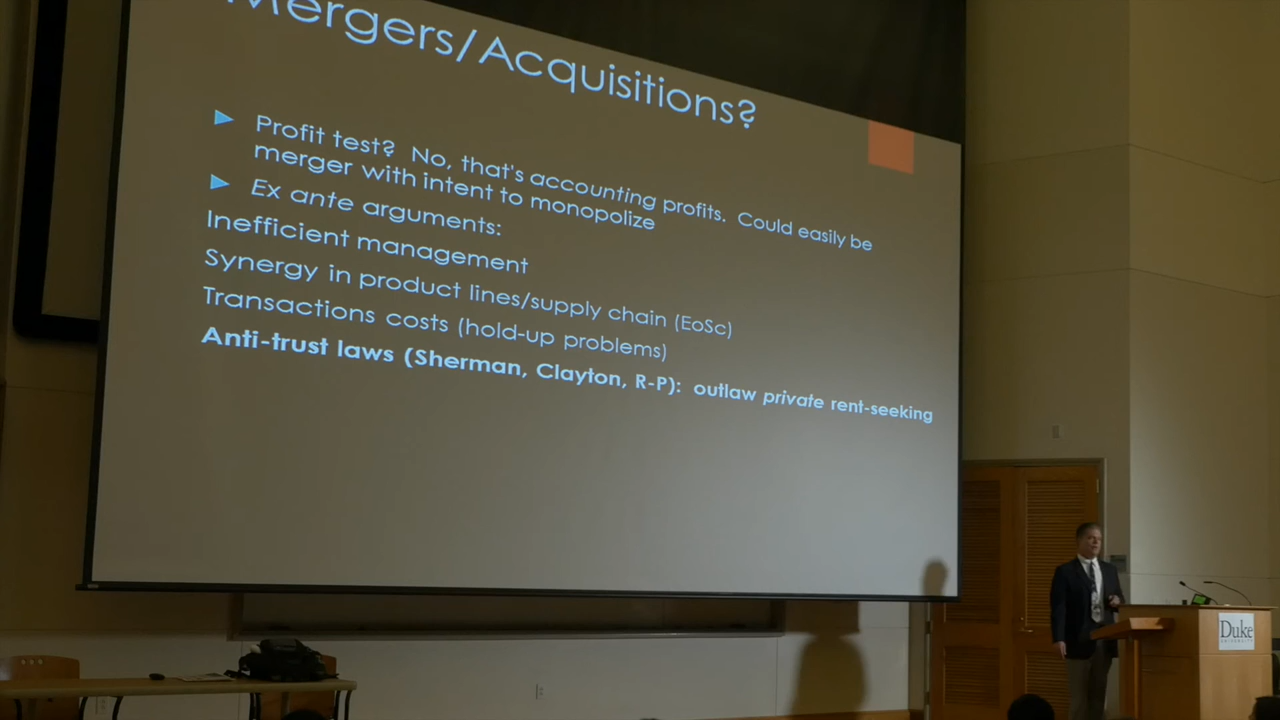 Mergers/Acquisitions?
Profit test? No, that's accounting profits. Could easily be
merger with intent to monopolize
Ex ante arguments:
Inefficient management
Synergy in product lines/supply chain (EoSc)
Transactions costs (hold-up problems)
Anti-trust laws (Sherman, Clayton, R-P): outlaw private rent-seeking
Duke
UNIVERSITY